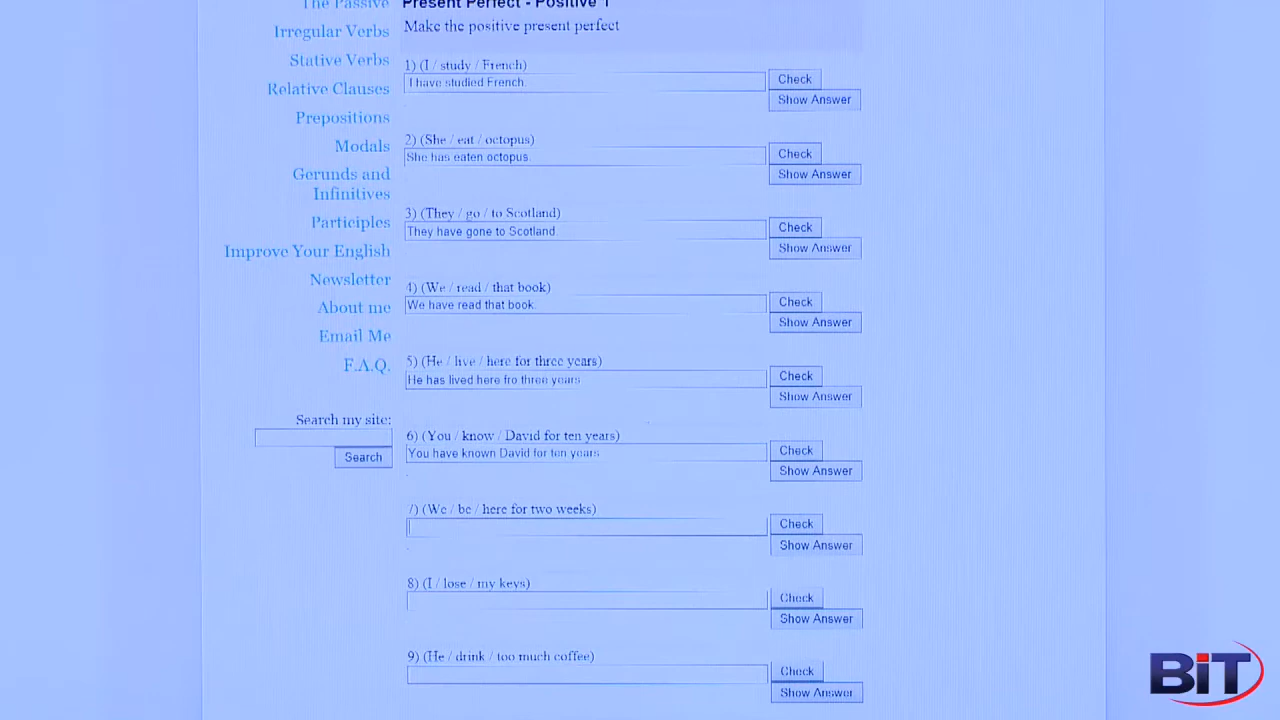 The Passive
Present Perfect - Positive 1
Make the positive present perfect
Irregular Verbs
Stative Verbs
Relative Clauses
Prepositions
Modals
Gerunds and
Infinitives
Participles
Improve Your English
Newsletter
About me
Email Me
F.A.Q.
Search my site:
Search
1) (I / study / French)
I have studied French.
Check
Show Answer
2) (She / eat / octopus)
She has eaten octopus.
Check
Show Answer
3) (They / go / to Scotland)
They have gone to Scotland.
Check
Show Answer
4) (We / read / that book)
We have read that book.
Check
Show Answer
5) (He / live / here for three years)
He has lived here fro three years
Check
Show Answer
6) (You / know / David for ten years)
You have known David for ten years
Check
Show Answer
7) (We / be / here for two weeks)
Check
Show Answer
8) (I / lose / my keys)
Check
Show Answer
9) (He / drink / too much coffee)
Check
Show Answer
BiT